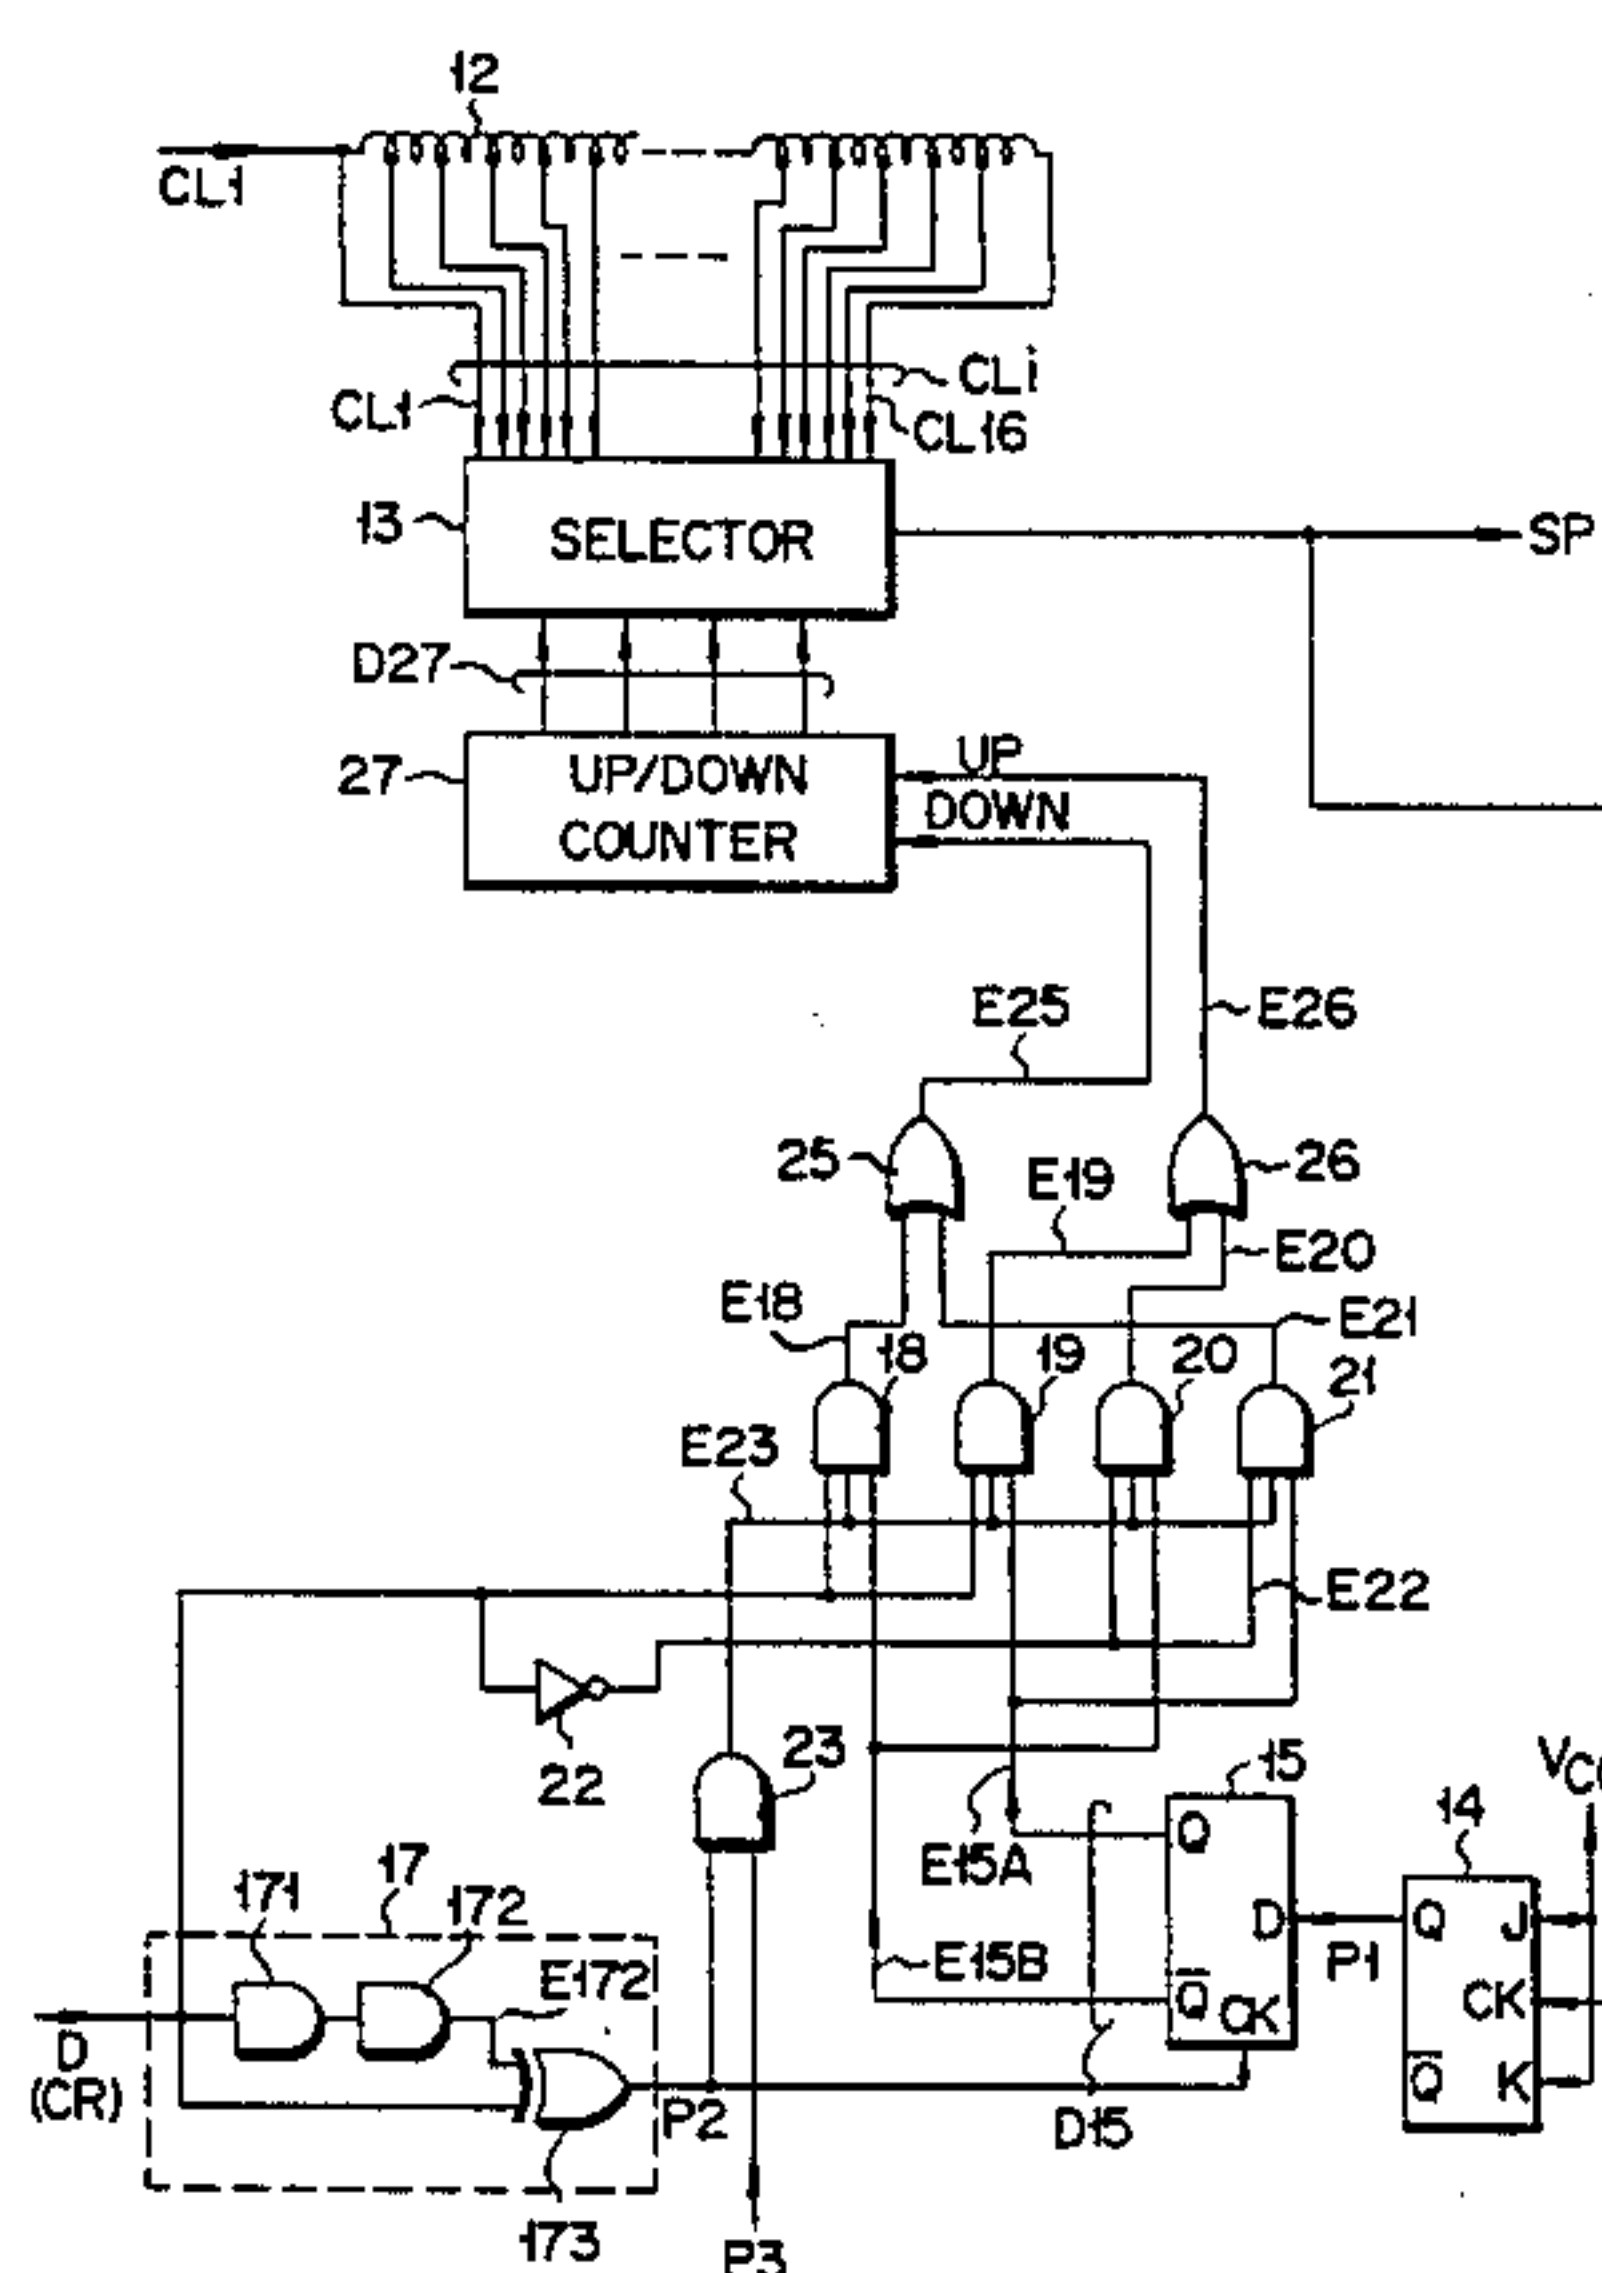 12
CL1
CLi
CL1
CL16
13
SELECTOR
SP
D27
27
UP/DOWN
COUNTER
UP
DOWN
E25
E26
25
E19
26
E20
E18
E21
18
19
20
21
E23
E22
22
23
15
14
E15A
Q
17
171
172
E172
D
Q
J
P1
E15B
Q̅
CK
CK
D
(CR)
Q̅
K
P2
D15
173
P3